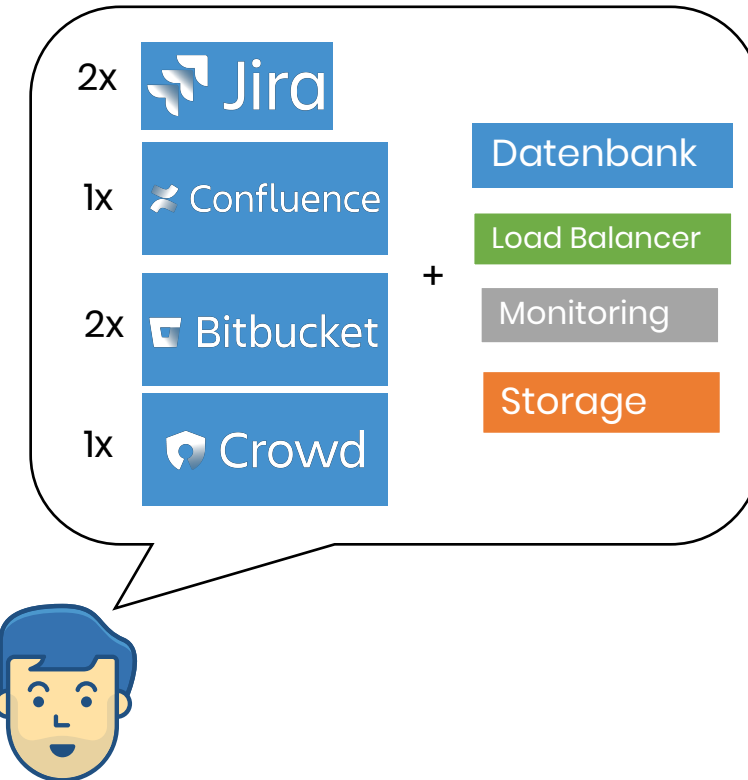 2x Jira
1x Confluence
2x Bitbucket
1x Crowd
+
Datenbank
Load Balancer
Monitoring
Storage